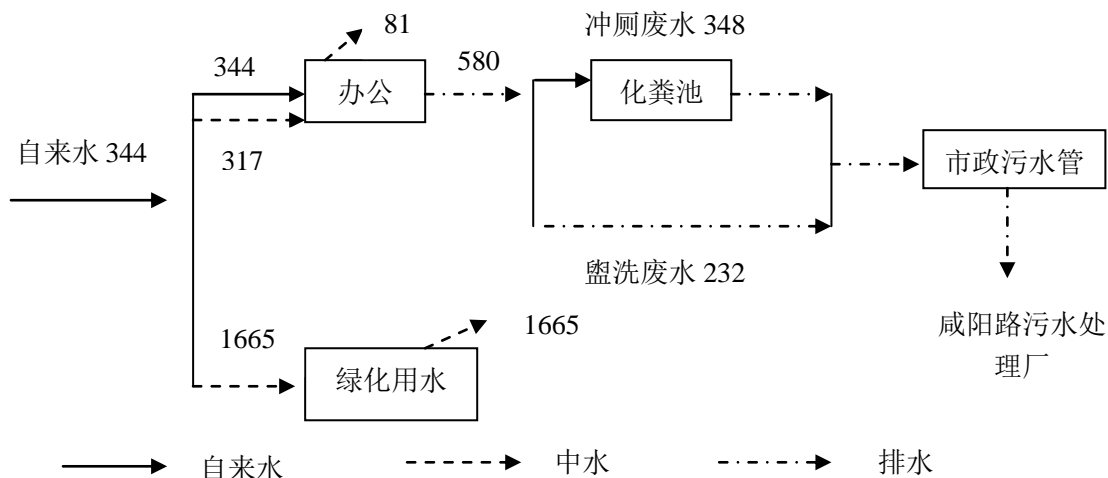 81
冲厕废水 348
344
580
办公
化粪池
自来水 344
317
市政污水管
盥洗废水 232
1665
1665
咸阳路污水处
理厂
绿化用水
自来水
中水
排水